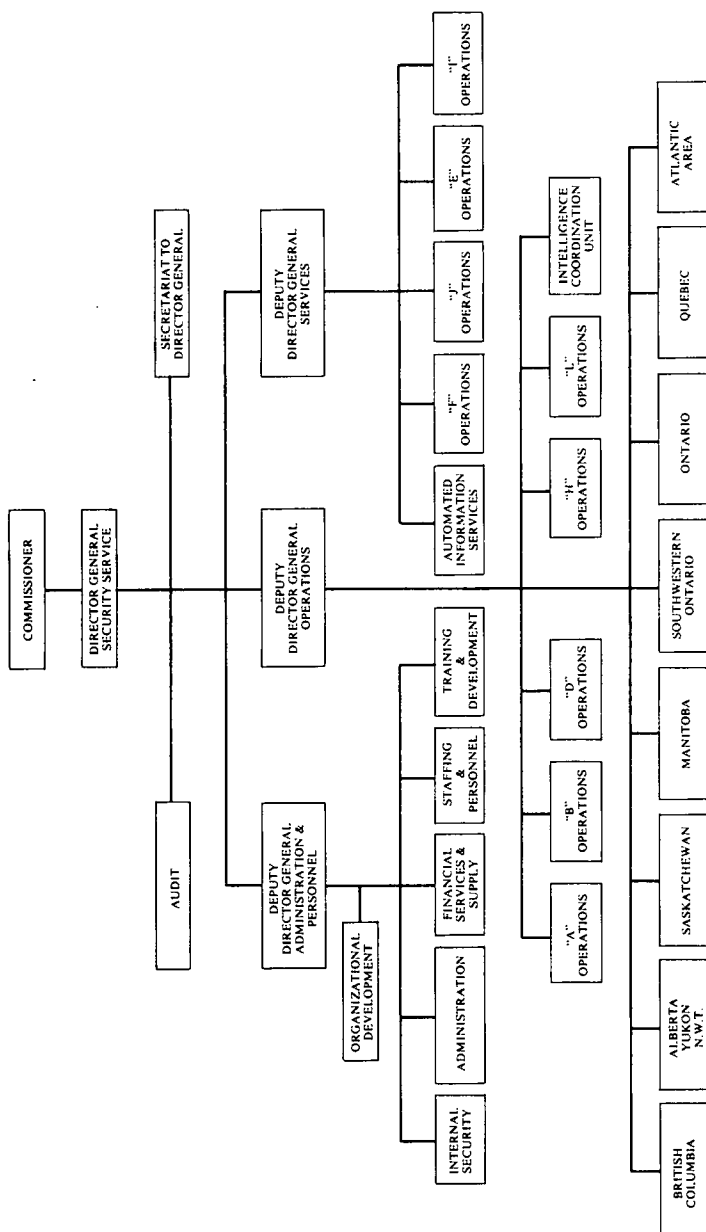 COMMISSIONER
DIRECTOR GENERAL
SECURITY SERVICE
AUDIT
SECRETARIAT TO
DIRECTOR GENERAL
DEPUTY
DIRECTOR GENERAL
ADMINISTRATION &
PERSONNEL
DEPUTY
DIRECTOR GENERAL
OPERATIONS
DEPUTY
DIRECTOR GENERAL
SERVICES
ORGANIZATIONAL
DEVELOPMENT
INTERNAL
SECURITY
ADMINISTRATION
FINANCIAL
SERVICES &
SUPPLY
STAFFING
&
PERSONNEL
TRAINING
&
DEVELOPMENT
AUTOMATED
INFORMATION
SERVICES
"F"
OPERATIONS
"J"
OPERATIONS
"E"
OPERATIONS
"I"
OPERATIONS
"A"
OPERATIONS
"B"
OPERATIONS
"D"
OPERATIONS
"H"
OPERATIONS
"L"
OPERATIONS
INTELLIGENCE
COORDINATION
UNIT
BRITISH
COLUMBIA
ALBERTA
YUKON
N.W.T.
SASKATCHEWAN
MANITOBA
SOUTHWESTERN
ONTARIO
ONTARIO
QUEBEC
ATLANTIC
AREA